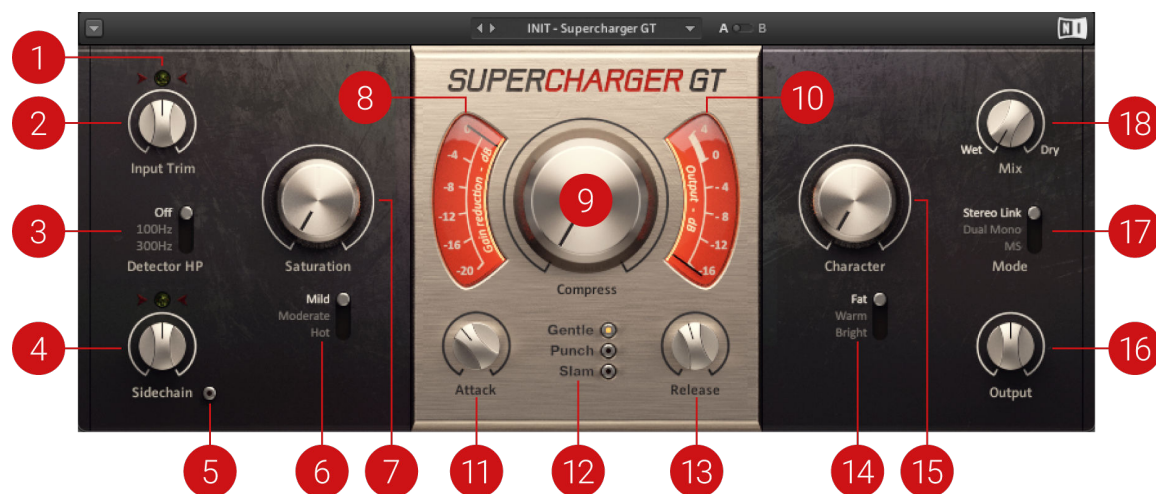 INIT - Supercharger GT
A B
NI
SUPERCHARGER GT
1
2
Input Trim
3
Off
100Hz
300Hz
Detector HP
4
Sidechain
5
Saturation
Mild
Moderate
Hot
6
7
8
0
-4
-8
-12
-16
-20
Gain reduction - dB
9
Compress
10
4
0
-4
-8
-12
-16
Output - dB
Attack
11
Gentle
Punch
Slam
12
Release
13
Character
Fat
Warm
Bright
14
15
Wet Dry
Mix
18
Stereo Link
Dual Mono
MS
Mode
17
Output
16